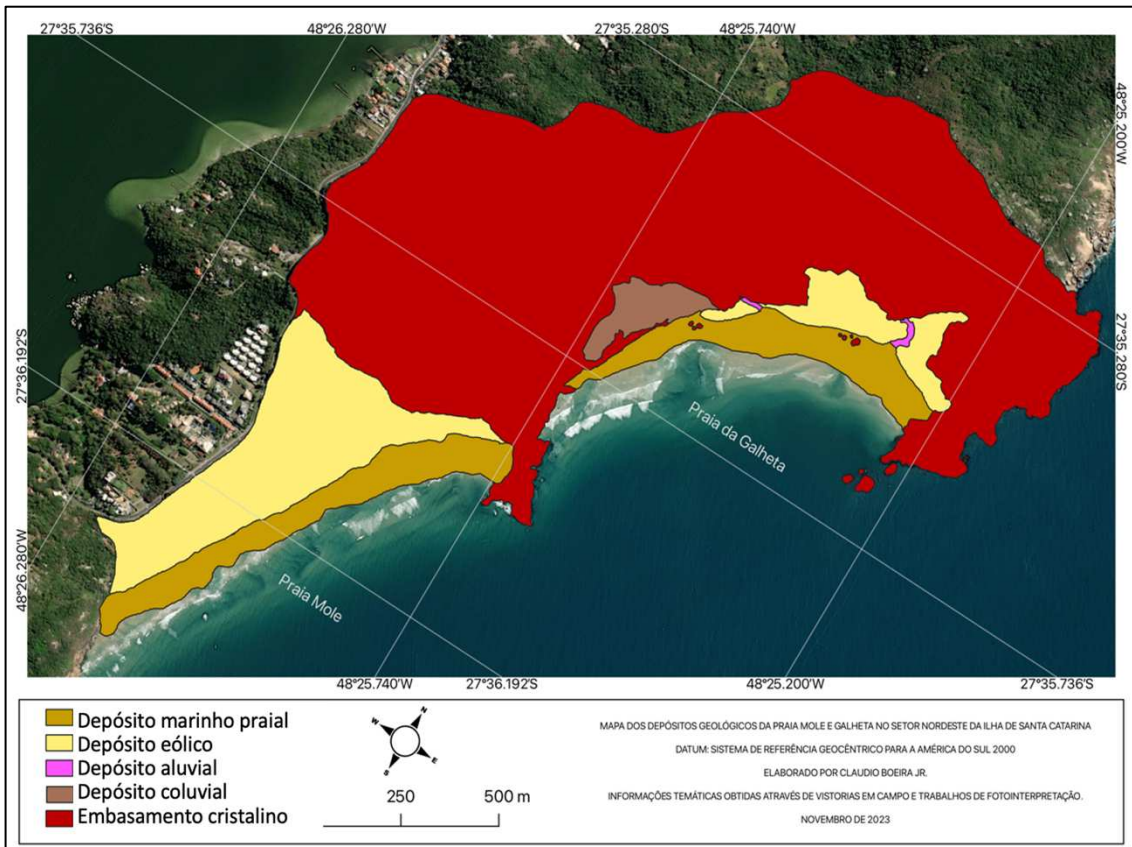 27°35.736'S
48°26.280'W
27°35.280'S
48°25.740'W
48°25.200'W
27°36.192'S
27°35.280'S
Praia da Galheta
48°26.280'W
Praia Mole
48°25.740'W
27°36.192'S
48°25.200'W
27°35.736'S
Depósito marinho praial
Depósito eólico
Depósito aluvial
Depósito coluvial
Embasamento cristalino
W
N
S
E
250
500 m
MAPA DOS DEPÓSITOS GEOLÓGICOS DA PRAIA MOLE E GALHETA NO SETOR NORDESTE DA ILHA DE SANTA CATARINA
DATUM: SISTEMA DE REFERÊNCIA GEOCÊNTRICO PARA A AMÉRICA DO SUL 2000
ELABORADO POR CLAUDIO BOEIRA JR.
INFORMAÇÕES TEMÁTICAS OBTIDAS ATRAVÉS DE VISTORIAS EM CAMPO E TRABALHOS DE FOTOINTERPRETAÇÃO.
NOVEMBRO DE 2023